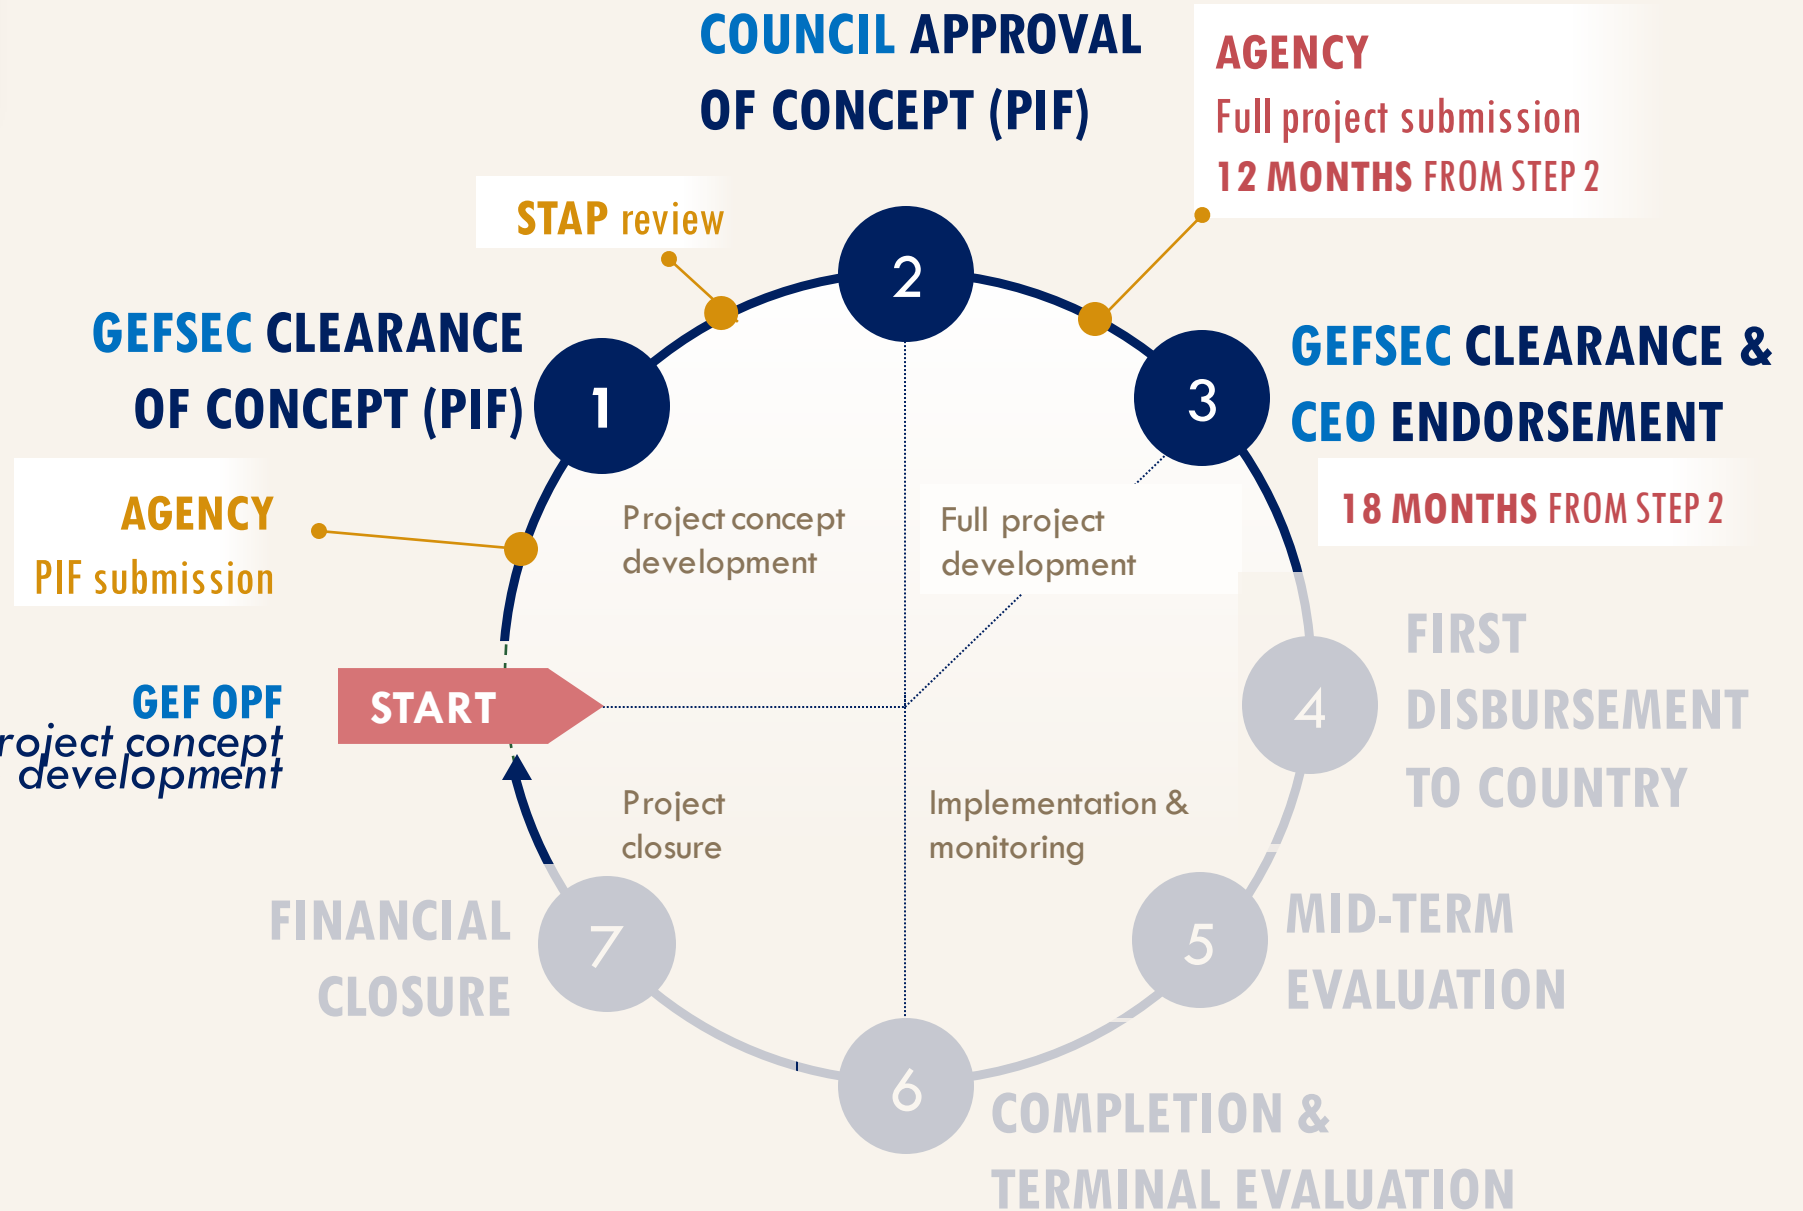 COUNCIL APPROVAL
OF CONCEPT (PIF)
AGENCY
Full project submission
12 MONTHS FROM STEP 2
STAP review
2
GEFSEC CLEARANCE
OF CONCEPT (PIF)
1
3
GEFSEC CLEARANCE &
CEO ENDORSEMENT
18 MONTHS FROM STEP 2
AGENCY
PIF submission
Project concept
development
Full project
development
GEF OPF
roject concept
development
START
4
FIRST
DISBURSEMENT
TO COUNTRY
Project
closure
Implementation &
monitoring
FINANCIAL
CLOSURE
7
5
MID-TERM
EVALUATION
6
COMPLETION &
TERMINAL EVALUATION